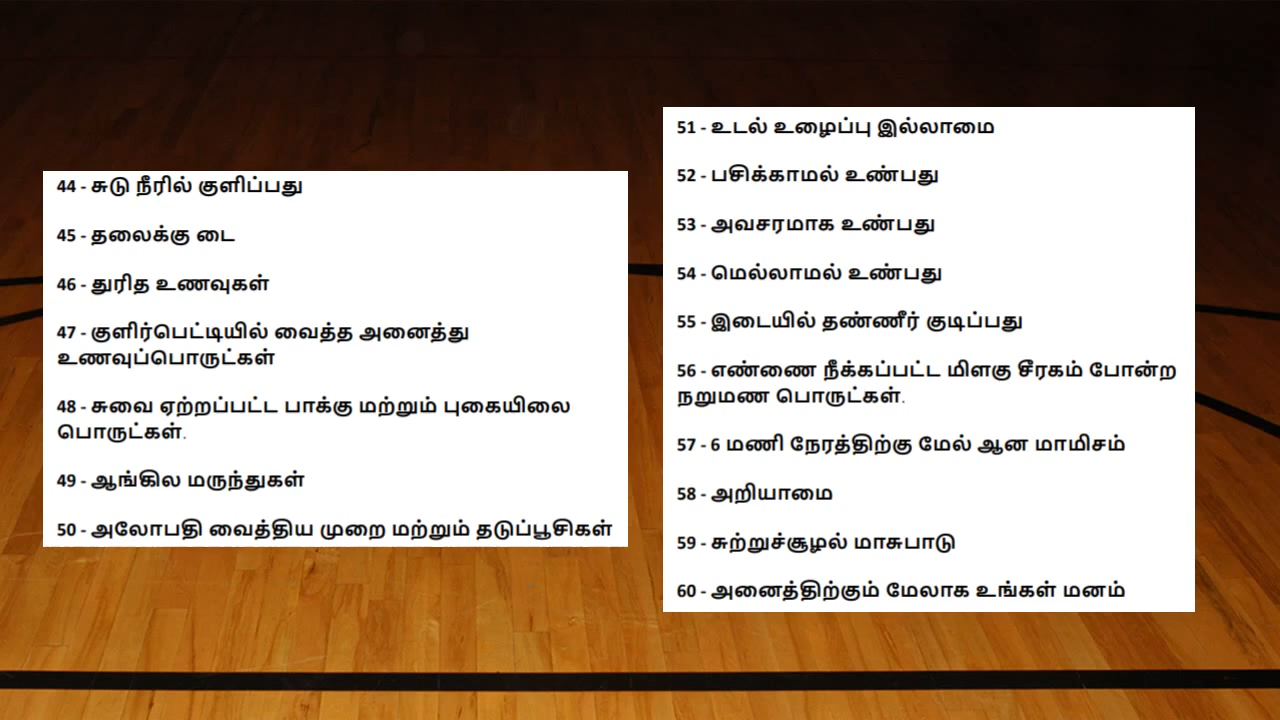 44 - சுடு நீரில் குளிப்பது
45 - தலைக்கு டை
46 - துரித உணவுகள்
47 - குளிர்பெட்டியில் வைத்த அனைத்து
உணவுப்பொருட்கள்
48 - சுவை ஏற்றப்பட்ட பாக்கு மற்றும் புகையிலை
பொருட்கள்.
49 - ஆங்கில மருந்துகள்
50 - அலோபதி வைத்திய முறை மற்றும் தடுப்பூசிகள்
51 - உடல் உழைப்பு இல்லாமை
52 - பசிக்காமல் உண்பது
53 - அவசரமாக உண்பது
54 - மெல்லாமல் உண்பது
55 - இடையில் தண்ணீர் குடிப்பது
56 - எண்ணை நீக்கப்பட்ட மிளகு சீரகம் போன்ற
நறுமண பொருட்கள்.
57 - 6 மணி நேரத்திற்கு மேல் ஆன மாமிசம்
58 - அறியாமை
59 - சுற்றுச்சூழல் மாசுபாடு
60 - அனைத்திற்கும் மேலாக உங்கள் மனம்